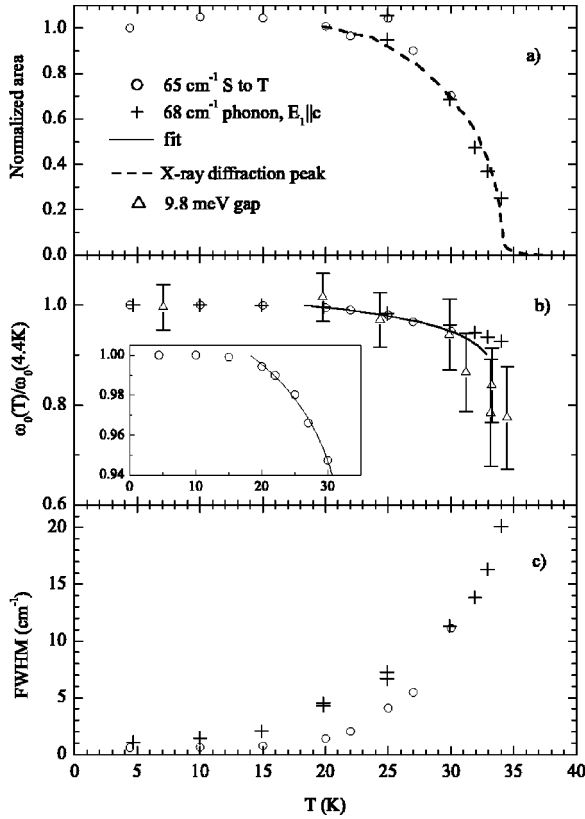 1.0
0.8
0.6
0.4
0.2
0.0
Normalized area
a)
65 cm⁻¹ S to T
68 cm⁻¹ phonon, E₁||c
fit
X-ray diffraction peak
9.8 meV gap
1.0
0.9
0.8
0.6
ω₀(T)/ω₀(4.4K)
b)
1.00
0.98
0.96
0.94
0 10 20 30
20
15
10
5
0
FWHM (cm⁻¹)
c)
0 5 10 15 20 25 30 35 40
T (K)